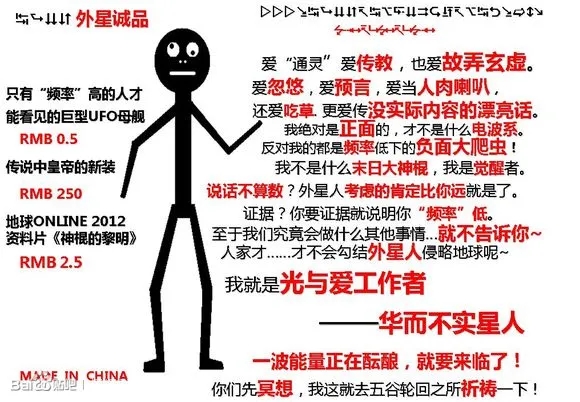 外星诚品
只有“频率”高的人才
能看见的巨型UFO母舰
RMB 0.5
传说中皇帝的新装
RMB 250
地球ONLINE 2012
资料片《神棍的黎明》
RMB 2.5
MADE IN CHINA
Bai贴吧
爱“通灵”爱传教，也爱故弄玄虚。
爱忽悠，爱预言，爱当人肉喇叭，
还爱吃草. 更爱传没实际内容的漂亮话。
我绝对是正面的，才不是什么电波系。
反对我的都是频率低下的负面大爬虫！
我不是什么末日大神棍，我是觉醒者。
说话不算数？外星人考虑的肯定比你远就是了。
证据？你要证据就说明你“频率”低。
至于我们究竟会做什么其他事情...就不告诉你~
人家才......才不会勾结外星人侵略地球呢~
我就是光与爱工作者
——华而不实星人
一波能量正在酝酿，就要来临了！
你们先冥想，我这就去五谷轮回之所祈祷一下！